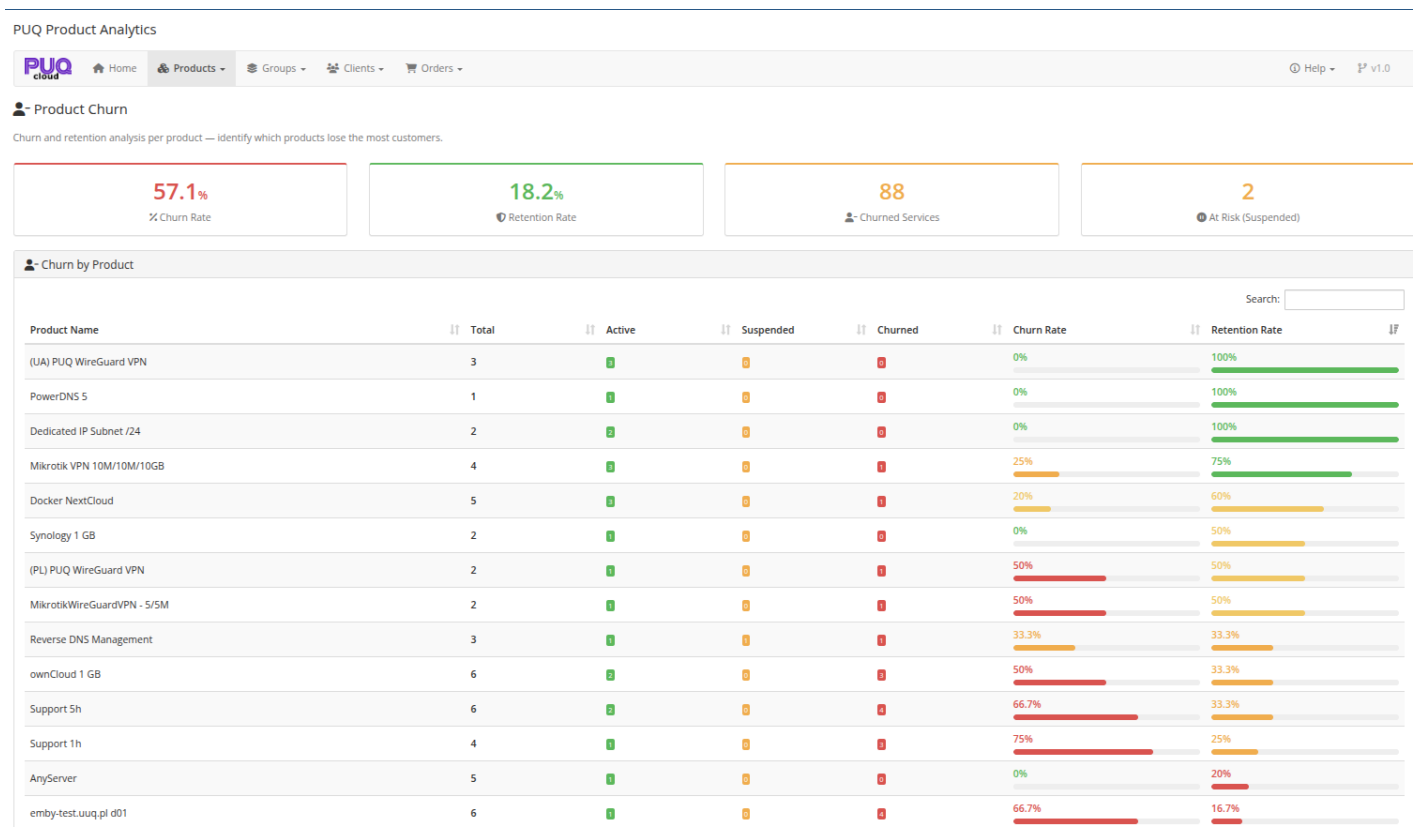 PUQ Product Analytics
PUQ cloud Home Products Groups Clients Orders Help v1.0
Product Churn
Churn and retention analysis per product — identify which products lose the most customers.
57.1% 18.2% 88 2
Churn Rate Retention Rate Churned Services At Risk (Suspended)
Churn by Product
Search:
Product Name Total Active Suspended Churned Churn Rate Retention Rate
(UA) PUQ WireGuard VPN 3 3 0 0 0% 100%
PowerDNS 5 1 1 0 0 0% 100%
Dedicated IP Subnet /24 2 2 0 0 0% 100%
Mikrotik VPN 10M/10M/10GB 4 3 0 1 25% 75%
Docker NextCloud 5 3 0 1 20% 60%
Synology 1 GB 2 1 0 0 0% 50%
(PL) PUQ WireGuard VPN 2 1 0 1 50% 50%
MikrotikWireGuardVPN - 5/5M 2 1 0 1 50% 50%
Reverse DNS Management 3 1 1 1 33.3% 33.3%
ownCloud 1 GB 6 2 0 3 50% 33.3%
Support 5h 6 2 0 4 66.7% 33.3%
Support 1h 4 1 0 3 75% 25%
AnyServer 5 1 0 0 0% 20%
emby-test.uuq.pl d01 6 1 0 4 66.7% 16.7%